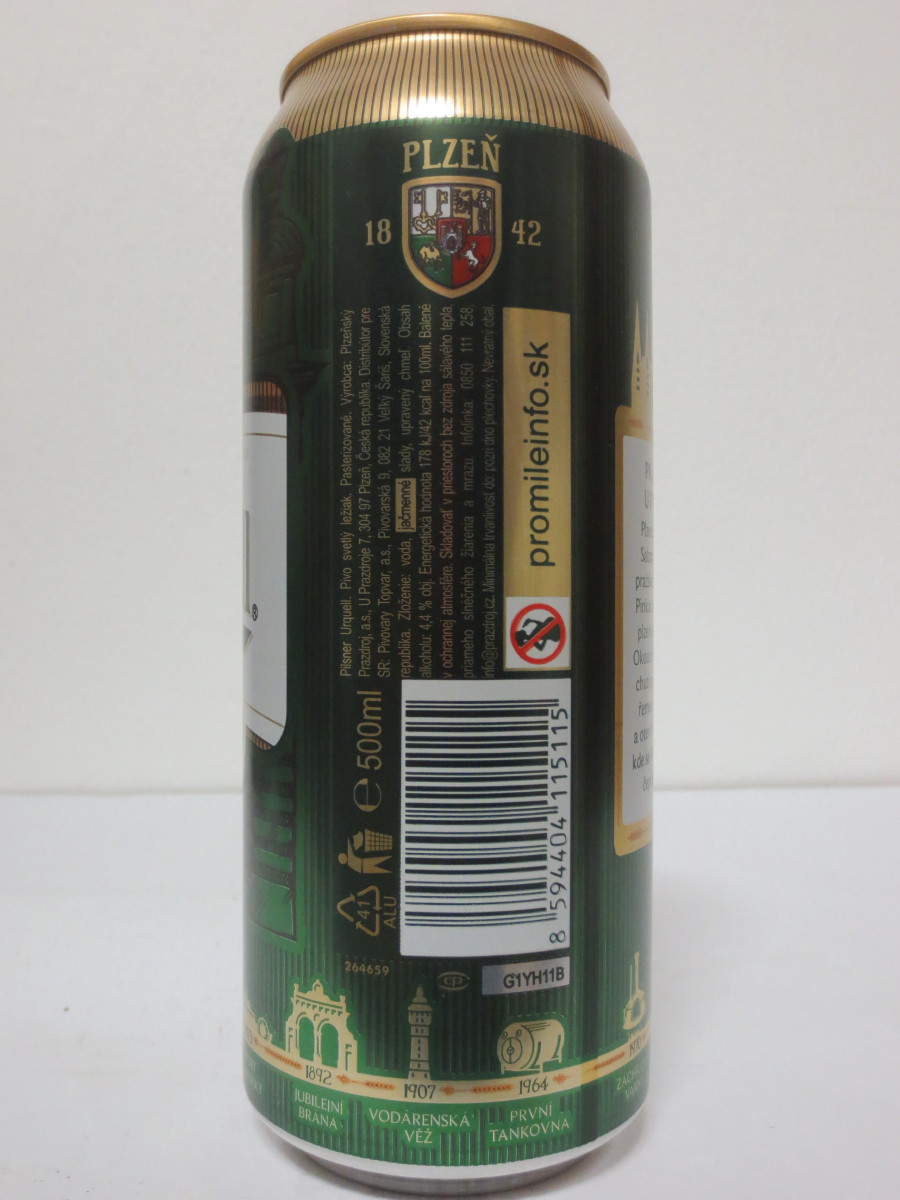 PLZEŇ
18 42
Pilsner Urquell. Pivo svetlý ležiak. Pasterizované. Výrobca: Plzeňský
Prazdroj, a.s., U Prazdroje 7, 304 97 Plzeň, Česká republika. Distribútor pre
SR: Pivovary Topvar, a.s., Pivovarská 9, 082 21 Veľký Šariš, Slovenská
republika. Zloženie: voda, jačmenné slady, upravený chmeľ. Obsah
alkoholu: 4,4 % obj. Energetická hodnota 178 kJ/42 kcal na 100ml. Balené
v ochrannej atmosfére. Skladovať v priestoroch bez zdroja sálavého tepla,
priameho slnečného žiarenia a mrazu. Infolinka: 0850 111 258,
info@prazdroj.cz. Minimálna trvanlivosť do: pozri dno plechovky. Nevratný obal.
promileinfo.sk
℮ 500ml
41
ALU
8 594404 115115
264659
G1YH11B
1892
JUBILEJNÍ
BRÁNA
1907
VODÁRENSKÁ
VĚŽ
1964
PRVNÍ
TANKOVNA
1970